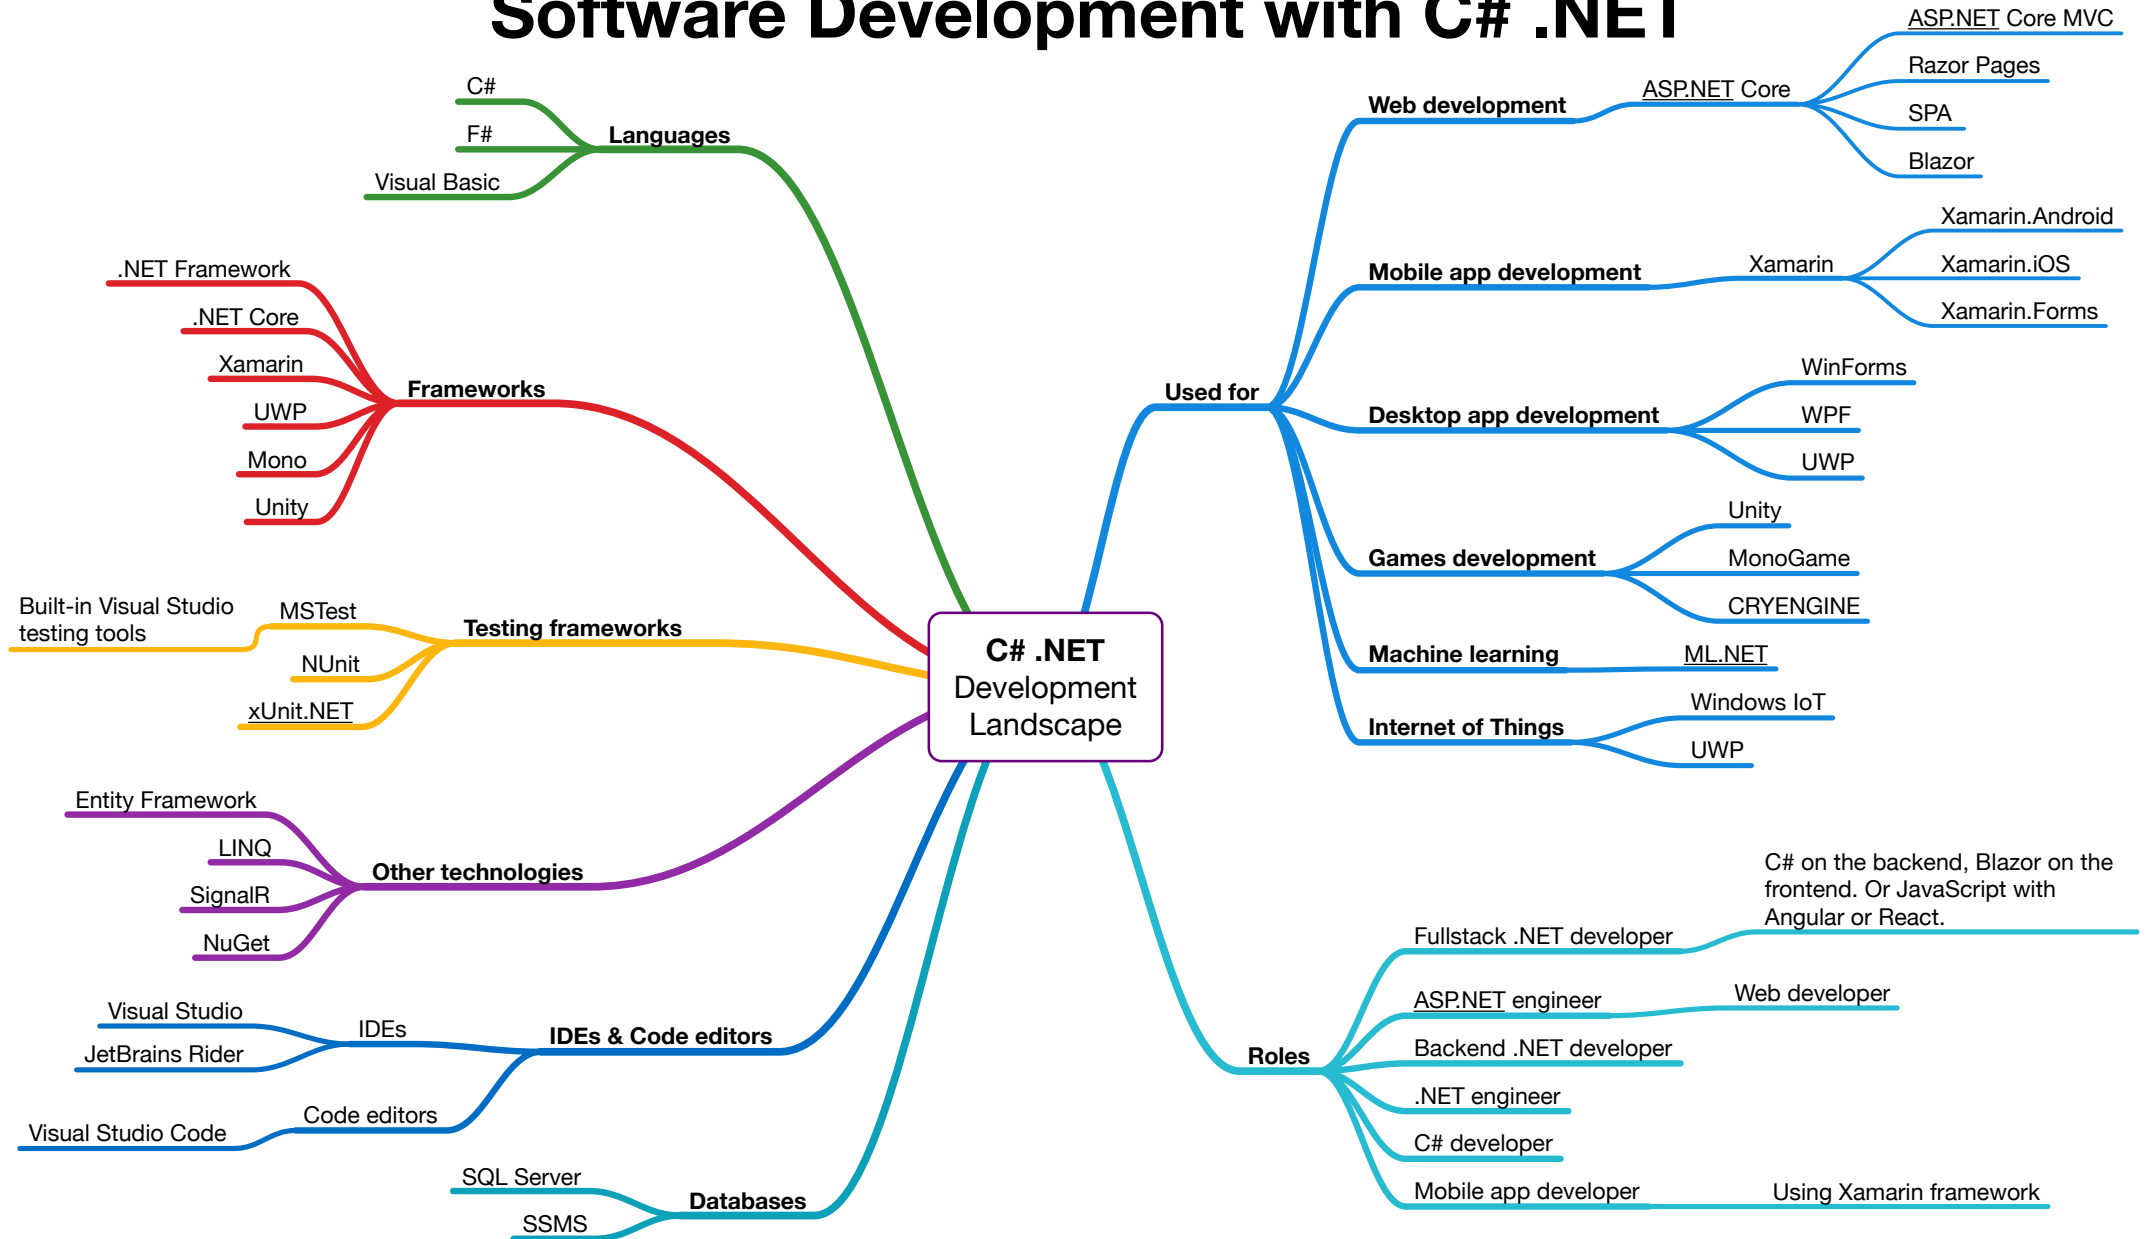 Software Development with C# .NET
C#
F#
Visual Basic
Languages
.NET Framework
.NET Core
Xamarin
UWP
Mono
Unity
Frameworks
Built-in Visual Studio
testing tools
MSTest
NUnit
xUnit.NET
Testing frameworks
Entity Framework
LINQ
SignalR
NuGet
Other technologies
Visual Studio
JetBrains Rider
IDEs
Visual Studio Code
Code editors
IDEs & Code editors
SQL Server
SSMS
Databases
C# .NET
Development
Landscape
Used for
Web development
ASP.NET Core
ASP.NET Core MVC
Razor Pages
SPA
Blazor
Mobile app development
Xamarin
Xamarin.Android
Xamarin.iOS
Xamarin.Forms
Desktop app development
WinForms
WPF
UWP
Games development
Unity
MonoGame
CRYENGINE
Machine learning
ML.NET
Internet of Things
Windows IoT
UWP
Roles
Fullstack .NET developer
C# on the backend, Blazor on the
frontend. Or JavaScript with
Angular or React.
ASP.NET engineer
Web developer
Backend .NET developer
.NET engineer
C# developer
Mobile app developer
Using Xamarin framework